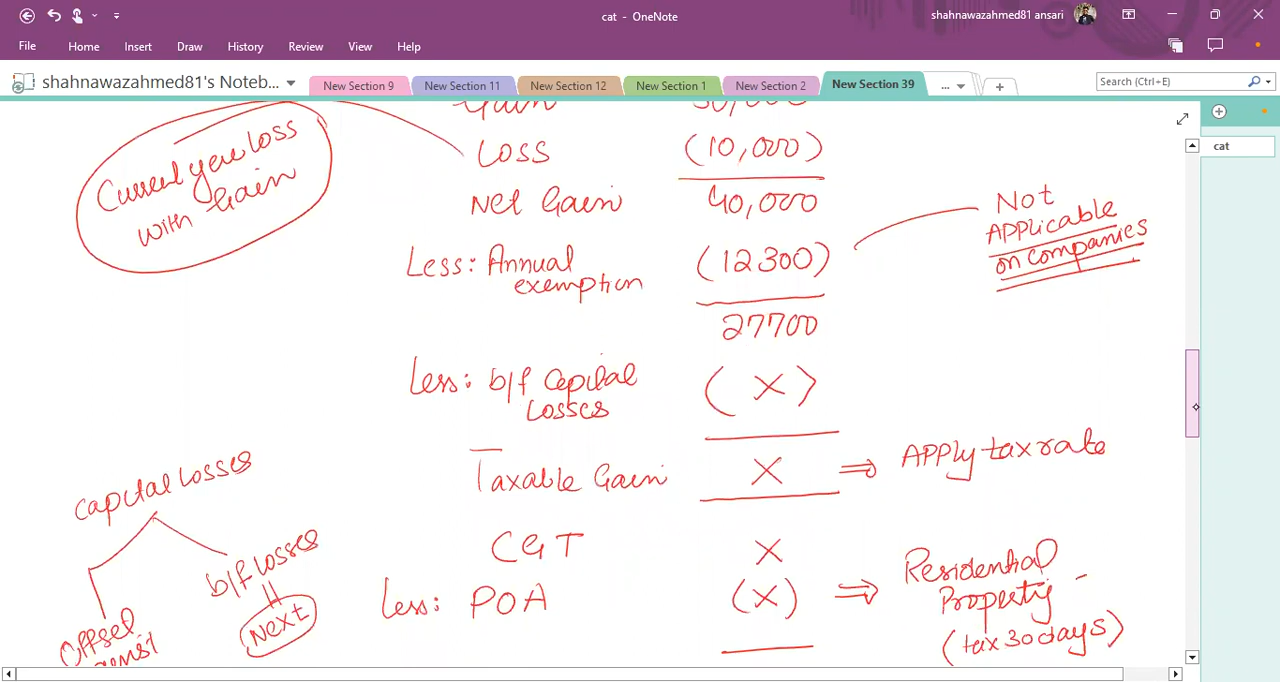 cat - OneNote
shahnawazahmed81 ansari
File Home Insert Draw History Review View Help
shahnawazahmed81's Noteb...
New Section 9 New Section 11 New Section 12 New Section 1 New Section 2 New Section 39 ...
Search (Ctrl+E)
cat
Gain
Loss (10,000)
Net Gain 40,000
Less: Annual exemption (12300)
27700
Less: b/f Capital Losses (X)
Taxable Gain X ⇒ APPly tax rate
CGT X
Less: POA (X) ⇒ Residential
Property
(tax 30 days)
Current year Loss
with Gain
Not
APPlicable
on companies
capital losses
b/f losses
Next
Offset